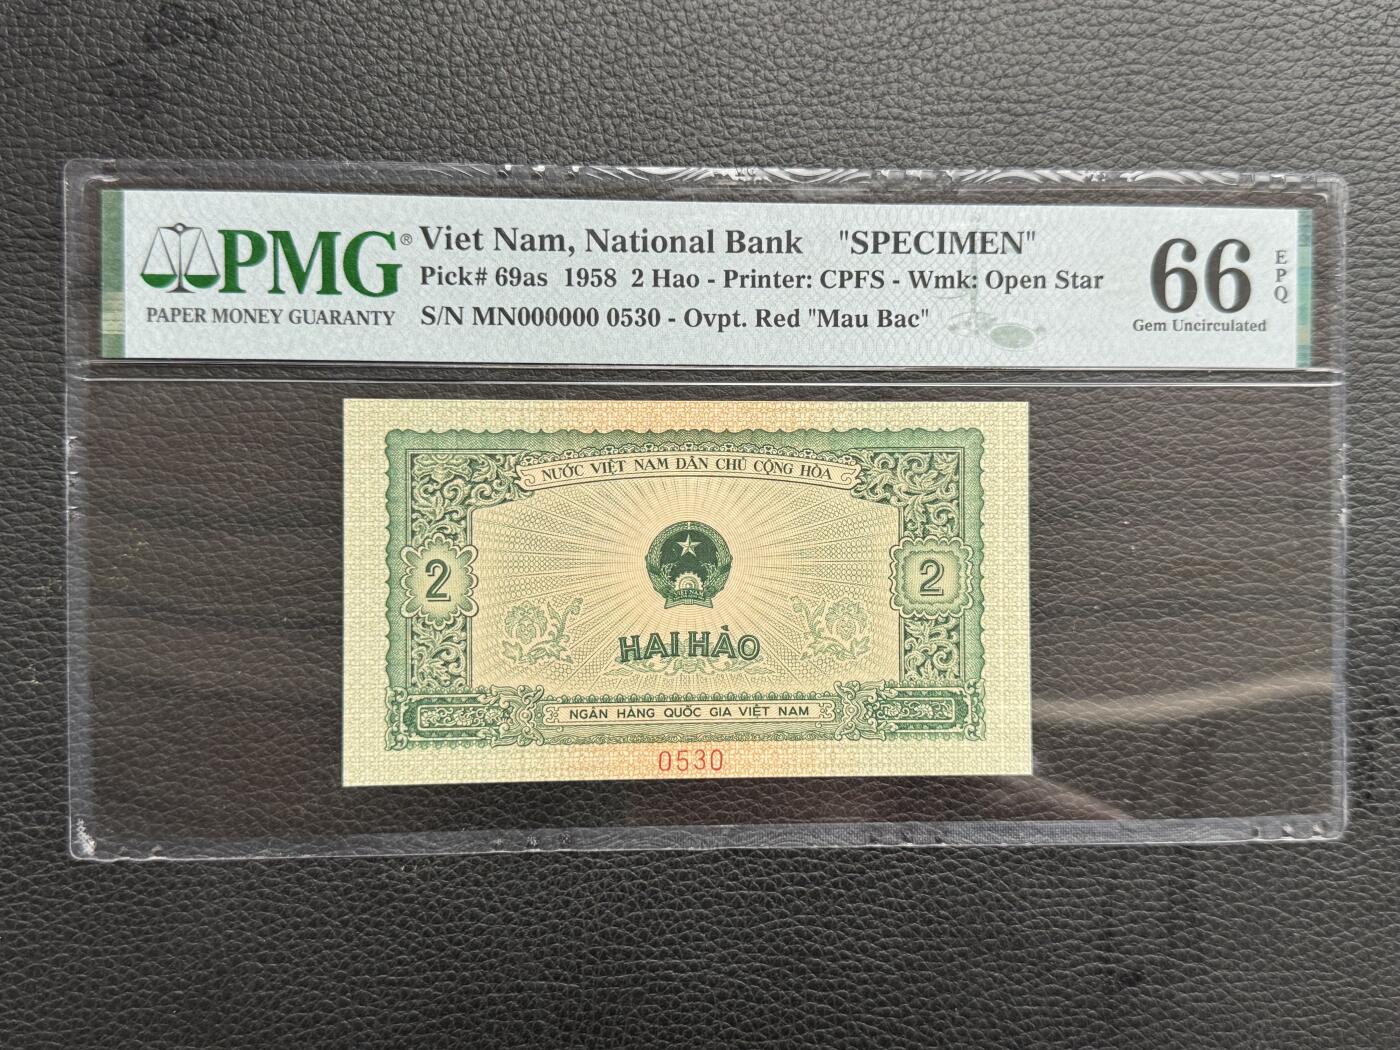 PMG®
PAPER MONEY GUARANTY
Viet Nam, National Bank "SPECIMEN"
Pick# 69as 1958 2 Hao - Printer: CPFS - Wmk: Open Star
S/N MN000000 0530 - Ovpt. Red "Mau Bac"
66 EPQ
Gem Uncirculated
NƯỚC VIỆT NAM DÂN CHỦ CỘNG HÒA
2 2
VIỆT NAM
HAI HÀO
NGÂN HÀNG QUỐC GIA VIỆT NAM
0530